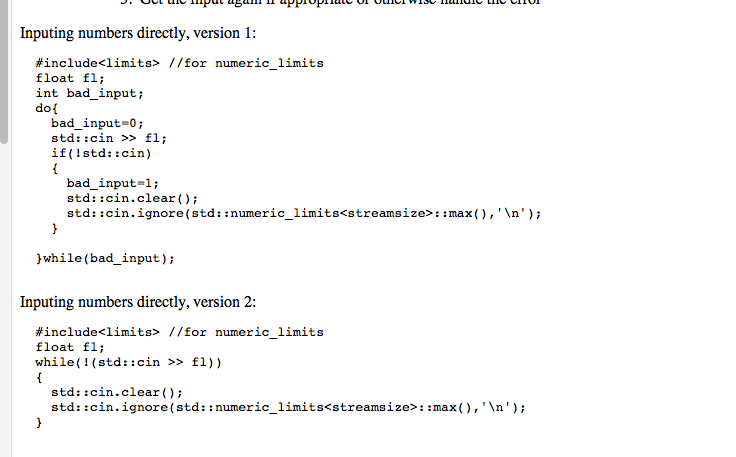 3. Get the input again if appropriate or otherwise handle the error
Inputing numbers directly, version 1:
#include<limits> //for numeric_limits
float fl;
int bad_input;
do{
bad_input=0;
std::cin >> fl;
if(!std::cin)
{
bad_input=1;
std::cin.clear();
std::cin.ignore(std::numeric_limits<streamsize>::max(),'\n');
}
}while(bad_input);
Inputing numbers directly, version 2:
#include<limits> //for numeric_limits
float fl;
while(!(std::cin >> fl))
{
std::cin.clear();
std::cin.ignore(std::numeric_limits<streamsize>::max(),'\n');
}